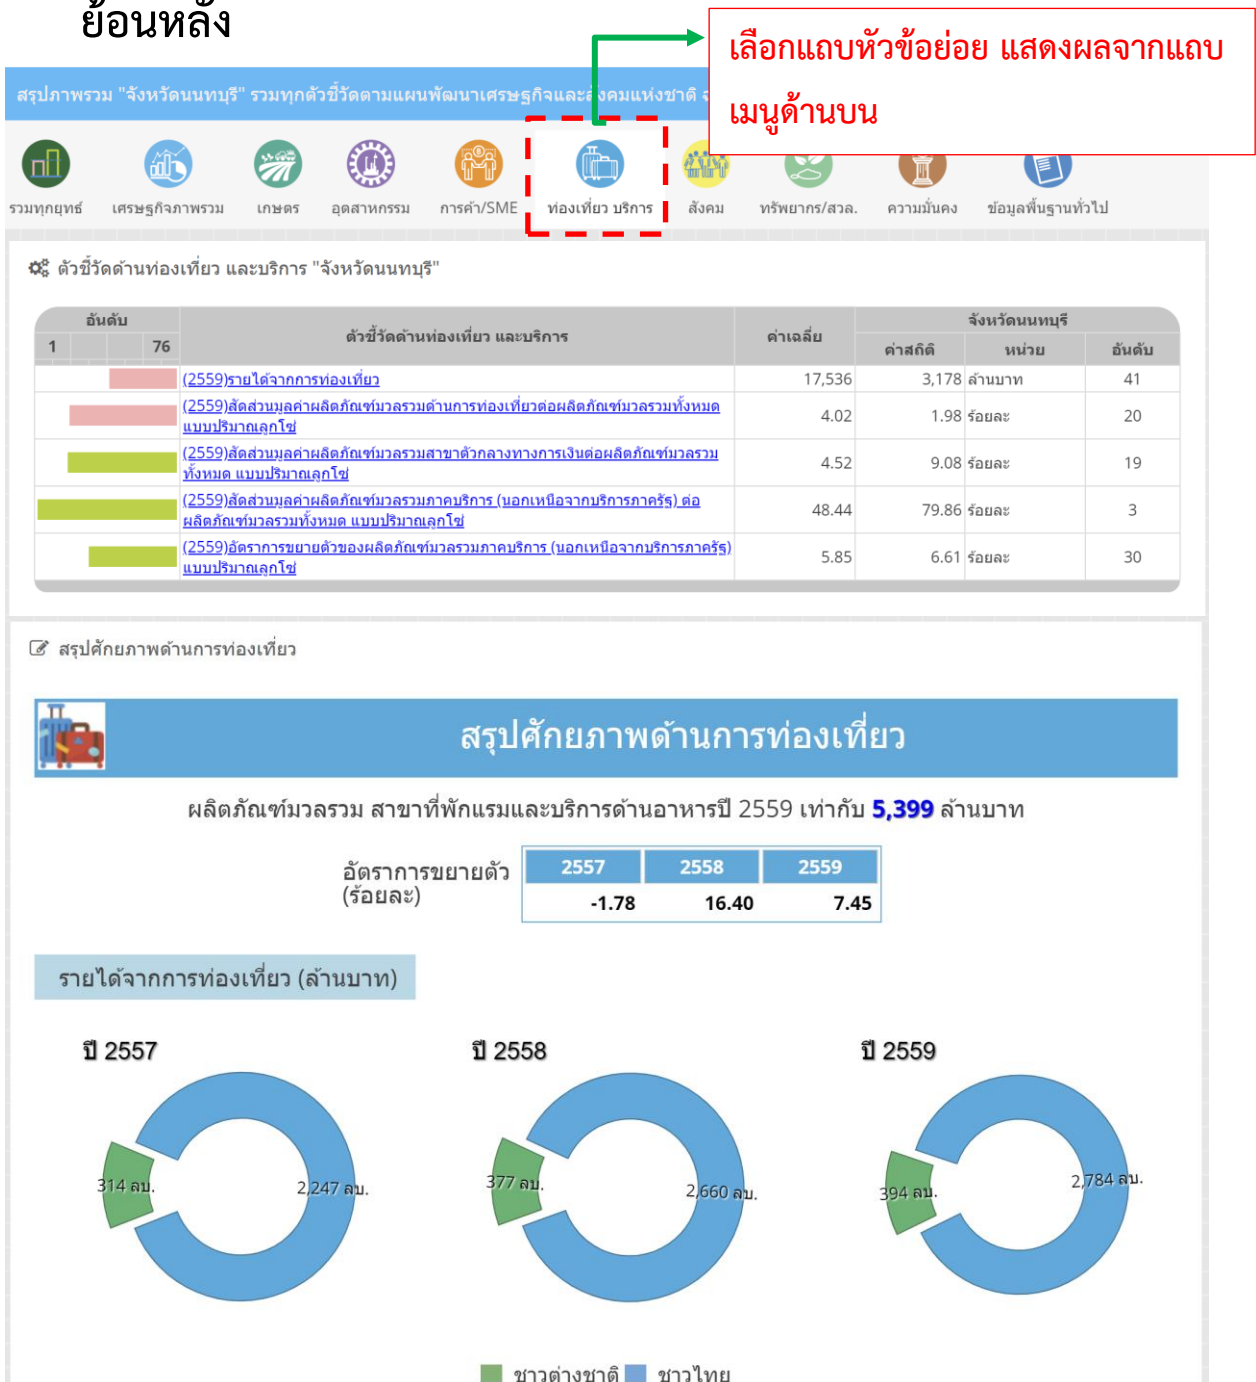 ย้อนหลัง
เลือกแถบหัวข้อย่อย แสดงผลจากแถบ
เมนูด้านบน
สรุปภาพรวม "จังหวัดนนทบุรี" รวมทุกตัวชี้วัดตามแผนพัฒนาเศรษฐกิจและสังคมแห่งชาติ
รวมทุกยุทธ์ เศรษฐกิจภาพรวม เกษตร อุตสาหกรรม การค้า/SME ท่องเที่ยว บริการ สังคม ทรัพยากร/สวล. ความมั่นคง ข้อมูลพื้นฐานทั่วไป
ตัวชี้วัดด้านท่องเที่ยว และบริการ "จังหวัดนนทบุรี"
อันดับ ตัวชี้วัดด้านท่องเที่ยว และบริการ ค่าเฉลี่ย จังหวัดนนทบุรี
1 76 ค่าสถิติ หน่วย อันดับ
(2559)รายได้จากการท่องเที่ยว 17,536 3,178 ล้านบาท 41
(2559)สัดส่วนมูลค่าผลิตภัณฑ์มวลรวมด้านการท่องเที่ยวต่อผลิตภัณฑ์มวลรวมทั้งหมด
แบบปริมาณลูกโซ่ 4.02 1.98 ร้อยละ 20
(2559)สัดส่วนมูลค่าผลิตภัณฑ์มวลรวมสาขาตัวกลางทางการเงินต่อผลิตภัณฑ์มวลรวม
ทั้งหมด แบบปริมาณลูกโซ่ 4.52 9.08 ร้อยละ 19
(2559)สัดส่วนมูลค่าผลิตภัณฑ์มวลรวมภาคบริการ (นอกเหนือจากบริการภาครัฐ) ต่อ
ผลิตภัณฑ์มวลรวมทั้งหมด แบบปริมาณลูกโซ่ 48.44 79.86 ร้อยละ 3
(2559)อัตราการขยายตัวของผลิตภัณฑ์มวลรวมภาคบริการ (นอกเหนือจากบริการภาครัฐ)
แบบปริมาณลูกโซ่ 5.85 6.61 ร้อยละ 30
สรุปศักยภาพด้านการท่องเที่ยว
สรุปศักยภาพด้านการท่องเที่ยว
ผลิตภัณฑ์มวลรวม สาขาที่พักแรมและบริการด้านอาหารปี 2559 เท่ากับ 5,399 ล้านบาท
อัตราการขยายตัว 2557 2558 2559
(ร้อยละ) -1.78 16.40 7.45
รายได้จากการท่องเที่ยว (ล้านบาท)
ปี 2557 ปี 2558 ปี 2559
314 ลบ. 2,247 ลบ. 377 ลบ. 2,660 ลบ. 394 ลบ. 2,784 ลบ.
ชาวต่างชาติ ชาวไทย